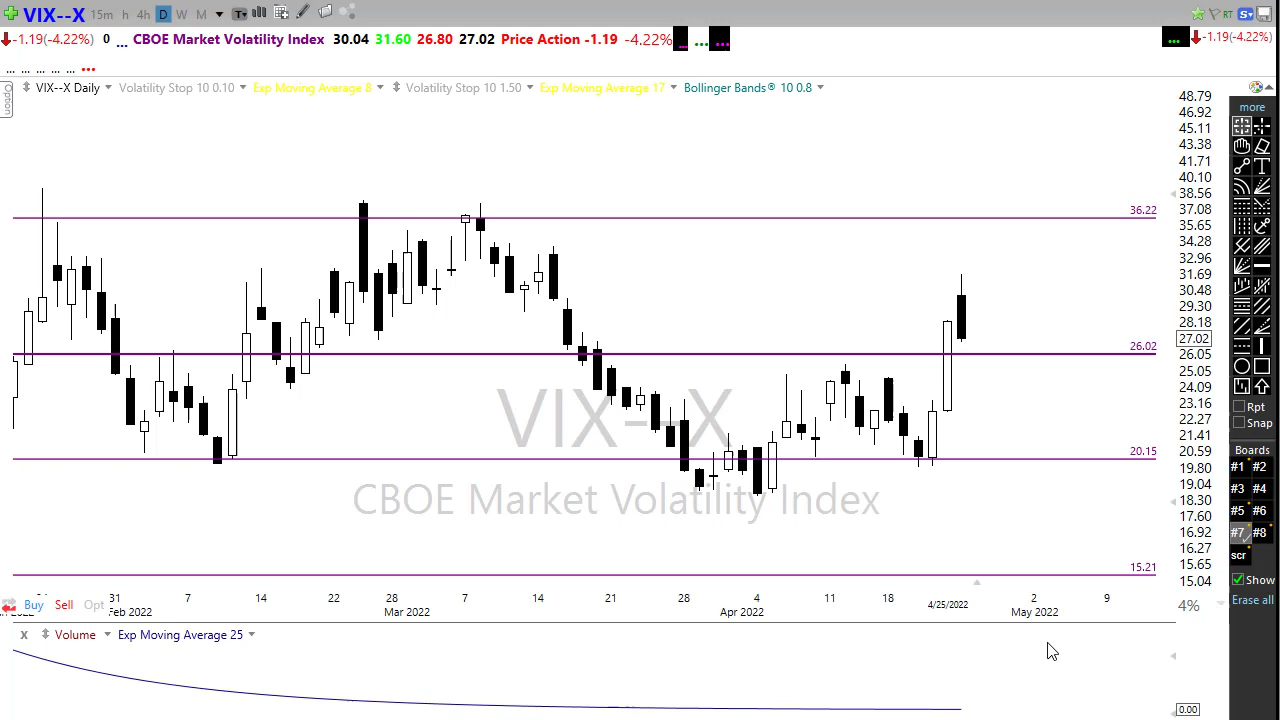 VIX--X 15m h 4h D W M T RT S
-1.19(-4.22%) 0 ... CBOE Market Volatility Index 30.04 31.60 26.80 27.02 Price Action -1.19 -4.22% ... ... ... ... -1.19(-4.22%)
... ... ... ... ... ...
Option
VIX--X Daily Volatility Stop 10 0.10 Exp Moving Average 8 Volatility Stop 10 1.50 Exp Moving Average 17 Bollinger Bands® 10 0.8
48.79
46.92
45.11
43.38
41.71
40.10
38.56
37.08
35.65
34.28
32.96
31.69
30.48
29.30
28.18
27.02
26.05
25.05
24.09
23.16
22.27
21.41
20.59
19.80
19.04
18.30
17.60
16.92
16.27
15.65
15.04
36.22
26.02
20.15
15.21
VIX--X
CBOE Market Volatility Index
31 7 14 22 28 7 14 21 28 4 11 18 4/25/2022 2 9
Feb 2022 Mar 2022 Apr 2022 May 2022
Buy Sell Opt
4%
X Volume Exp Moving Average 25
0.00
more
Rpt
Snap
Boards
#1 #2
#3 #4
#5 #6
#7 #8
scr
Show
Erase all